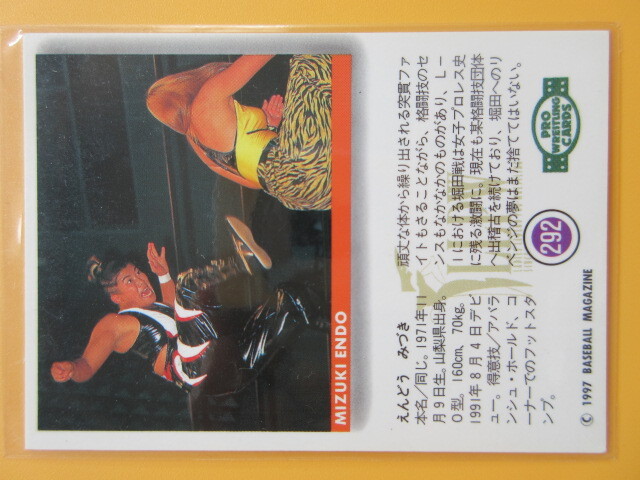 MIZUKI ENDO
えんどう　みづき
本名／同じ。1971年11
月9日生。山梨県出身。
O型。160cm、70kg。
1991年8月4日デビ
ュー。得意技／アバラ
ンシュ・ホールド、コ
ーナーでのフットスタ
ンプ。
頑丈な体から繰り出される突貫ファ
イトもさることながら、格闘技のセ
ンスもなかなかのものがあり、L－
1における堀田戦は女子プロレス史
に残る激闘に。現在も某格闘技団体
へ出稽古を続けており、堀田へのリ
ベンジの夢はまだ捨ててはいない。
PRO
WRESTLING
CARDS
292
© 1997 BASEBALL MAGAZINE